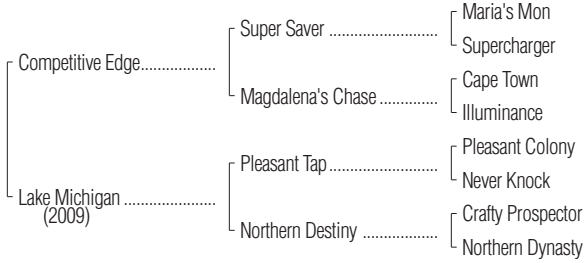 Maria's Mon
Super Saver ......................
Supercharger
Competitive Edge...................
Cape Town
Magdalena's Chase ..............
Illuminance
Pleasant Colony
Pleasant Tap......................
Never Knock
Lake Michigan .......................
(2009)
Crafty Prospector
Northern Destiny ..................
Northern Dynasty